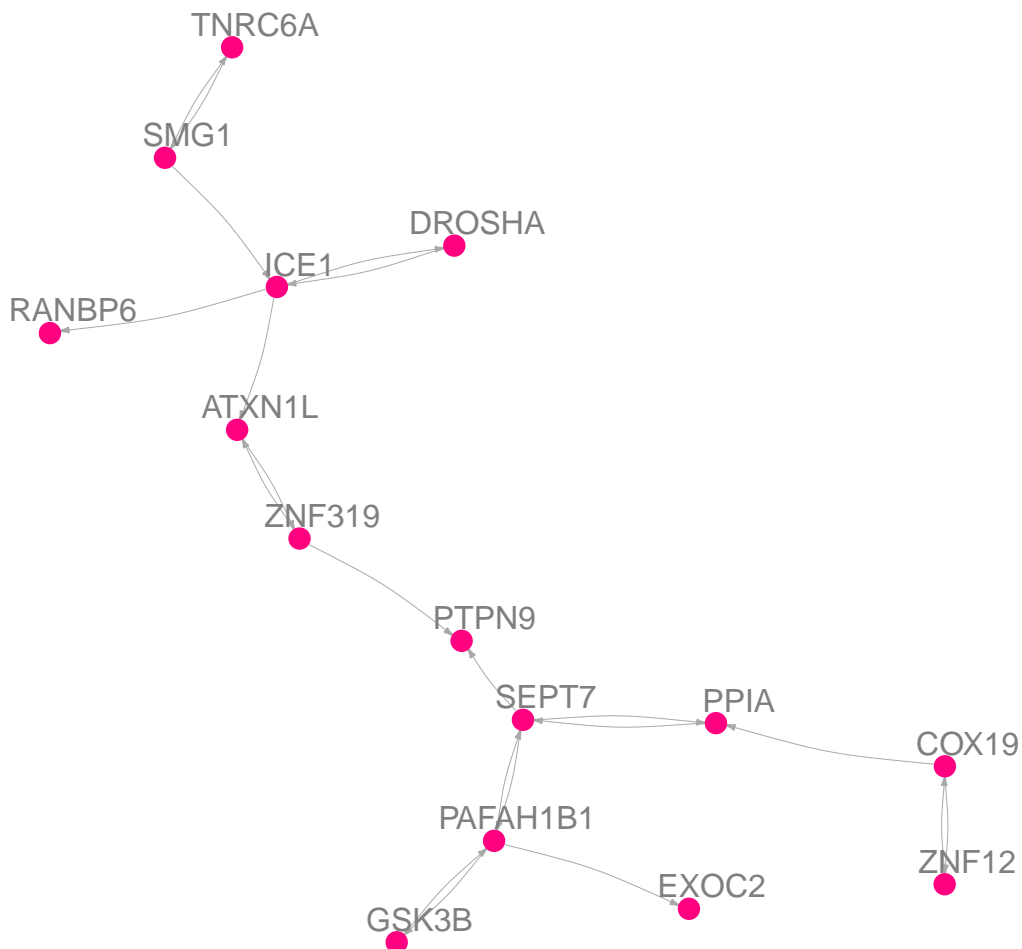 TNRC6A
SMG1
DROSHA
ICE1
RANBP6
ATXN1L
ZNF319
PTPN9
SEPT7
PPIA
COX19
PAFAH1B1
ZNF12
EXOC2
GSK3B